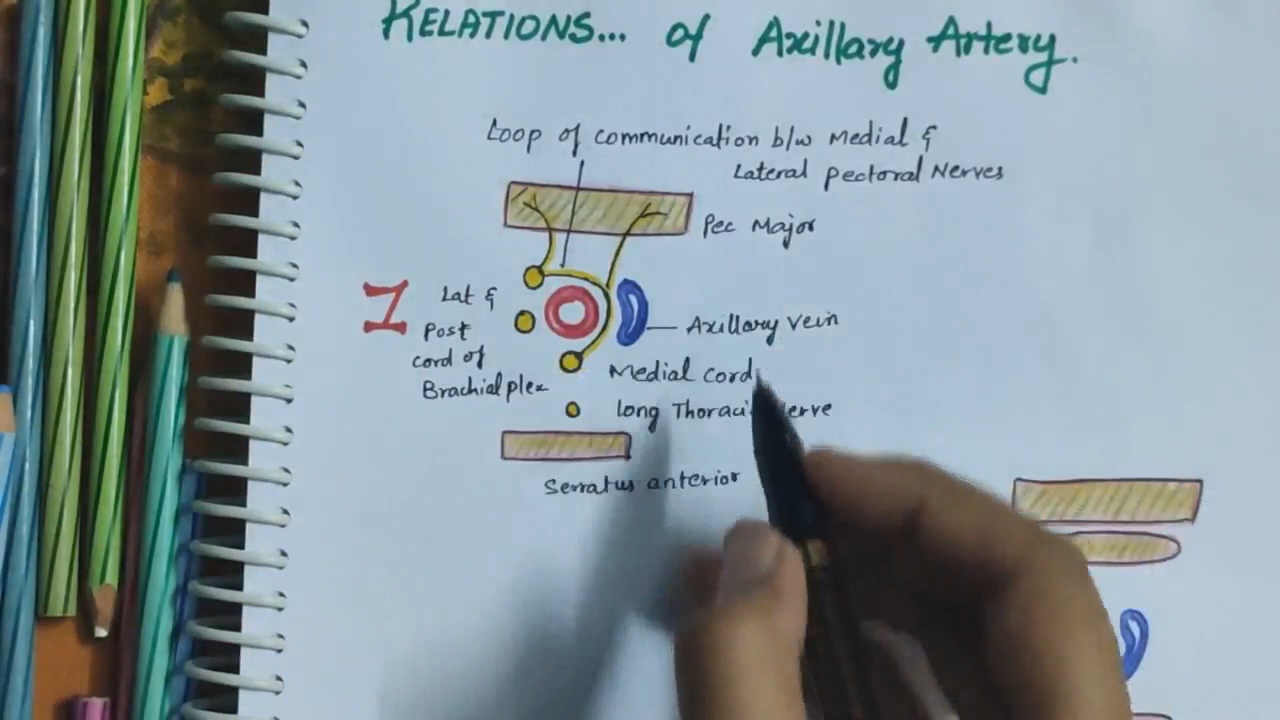 RELATIONS... of Axillary Artery.
Loop of communication b/w Medial &
Lateral pectoral Nerves
Pec Major
I
Lat &
Post
cord of
Brachial plex
Axillary vein
Medial cord
long Thoraci erve
Serratus anterior